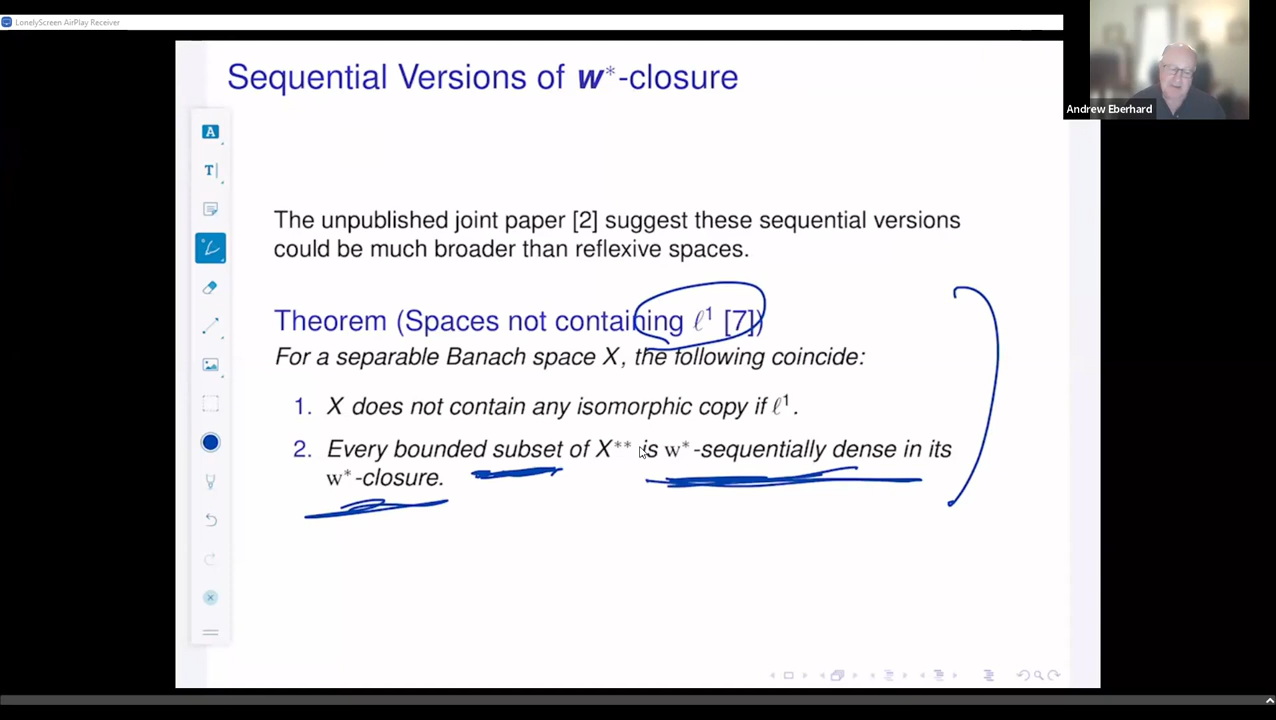 LonelyScreen AirPlay Receiver
Sequential Versions of w*-closure
Andrew Eberhard
A
T|
The unpublished joint paper [2] suggest these sequential versions
could be much broader than reflexive spaces.
Theorem (Spaces not containing ℓ¹ [7])
For a separable Banach space X, the following coincide:
1. X does not contain any isomorphic copy if ℓ¹.
2. Every bounded subset of X** is w*-sequentially dense in its
w*-closure.